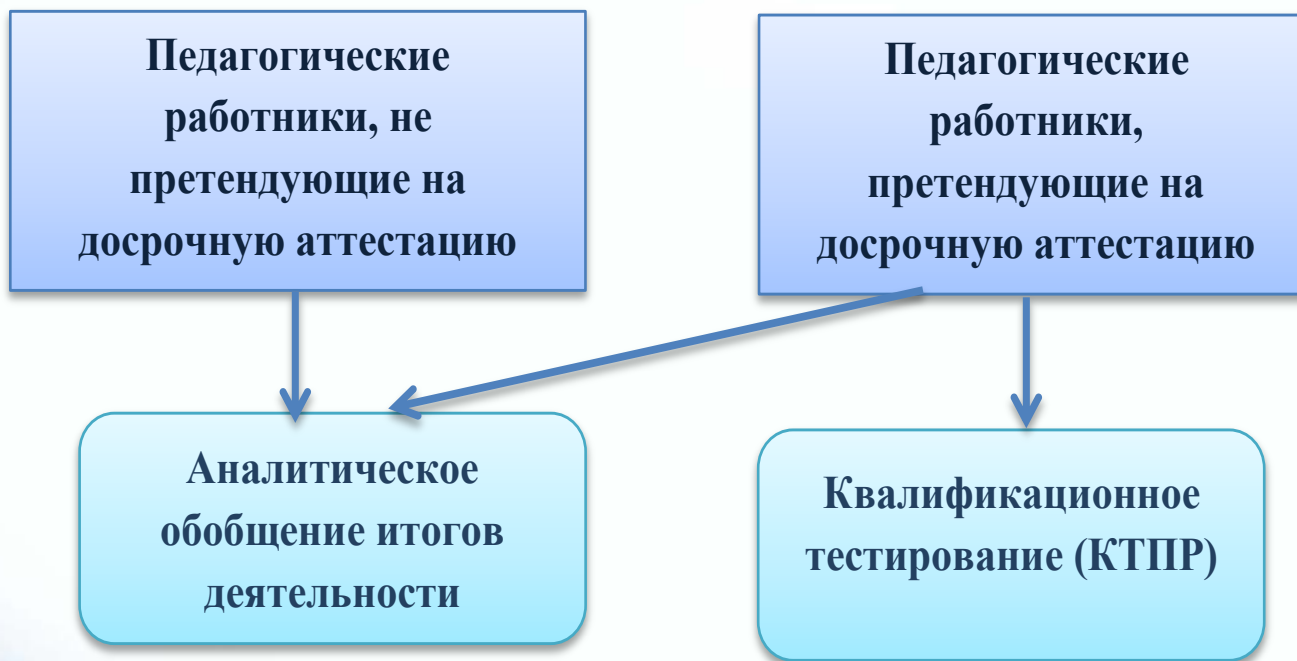 Педагогические
работники, не
претендующие на
досрочную аттестацию
Педагогические
работники,
претендующие на
досрочную аттестацию
Аналитическое
обобщение итогов
деятельности
Квалификационное
тестирование (КТПР)